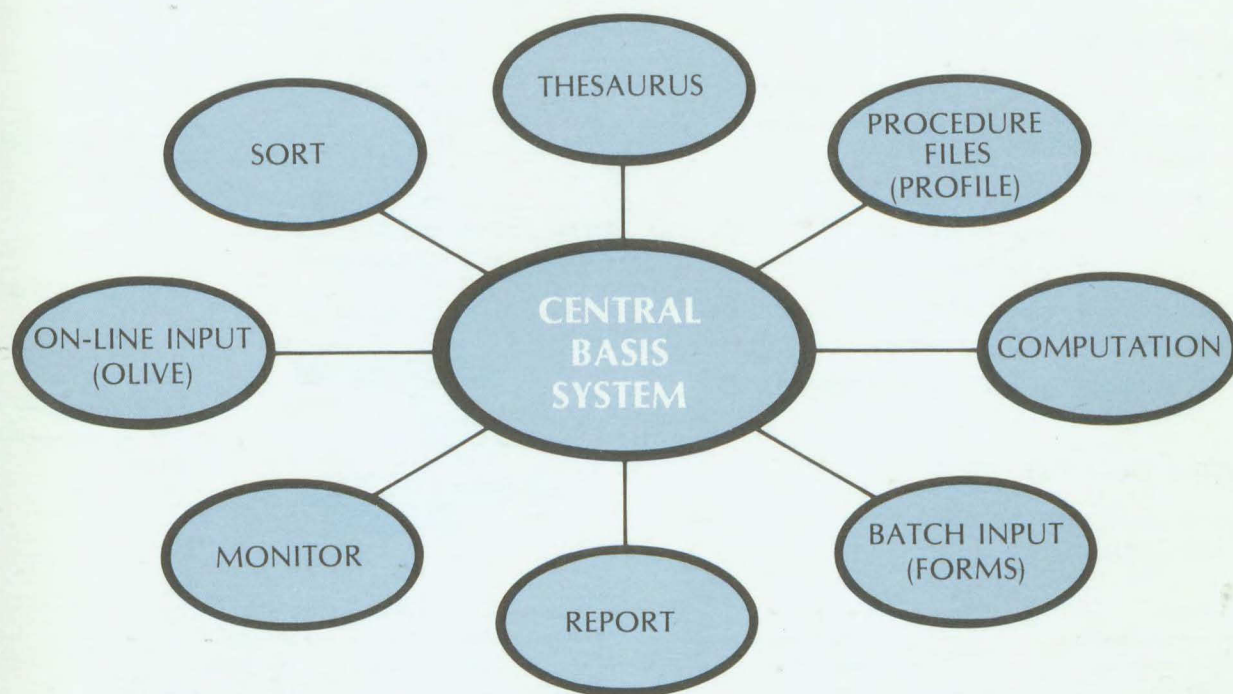 THESAURUS
SORT
PROCEDURE
FILES
(PROFILE)
ON-LINE INPUT
(OLIVE)
CENTRAL
BASIS
SYSTEM
COMPUTATION
MONITOR
BATCH INPUT
(FORMS)
REPORT